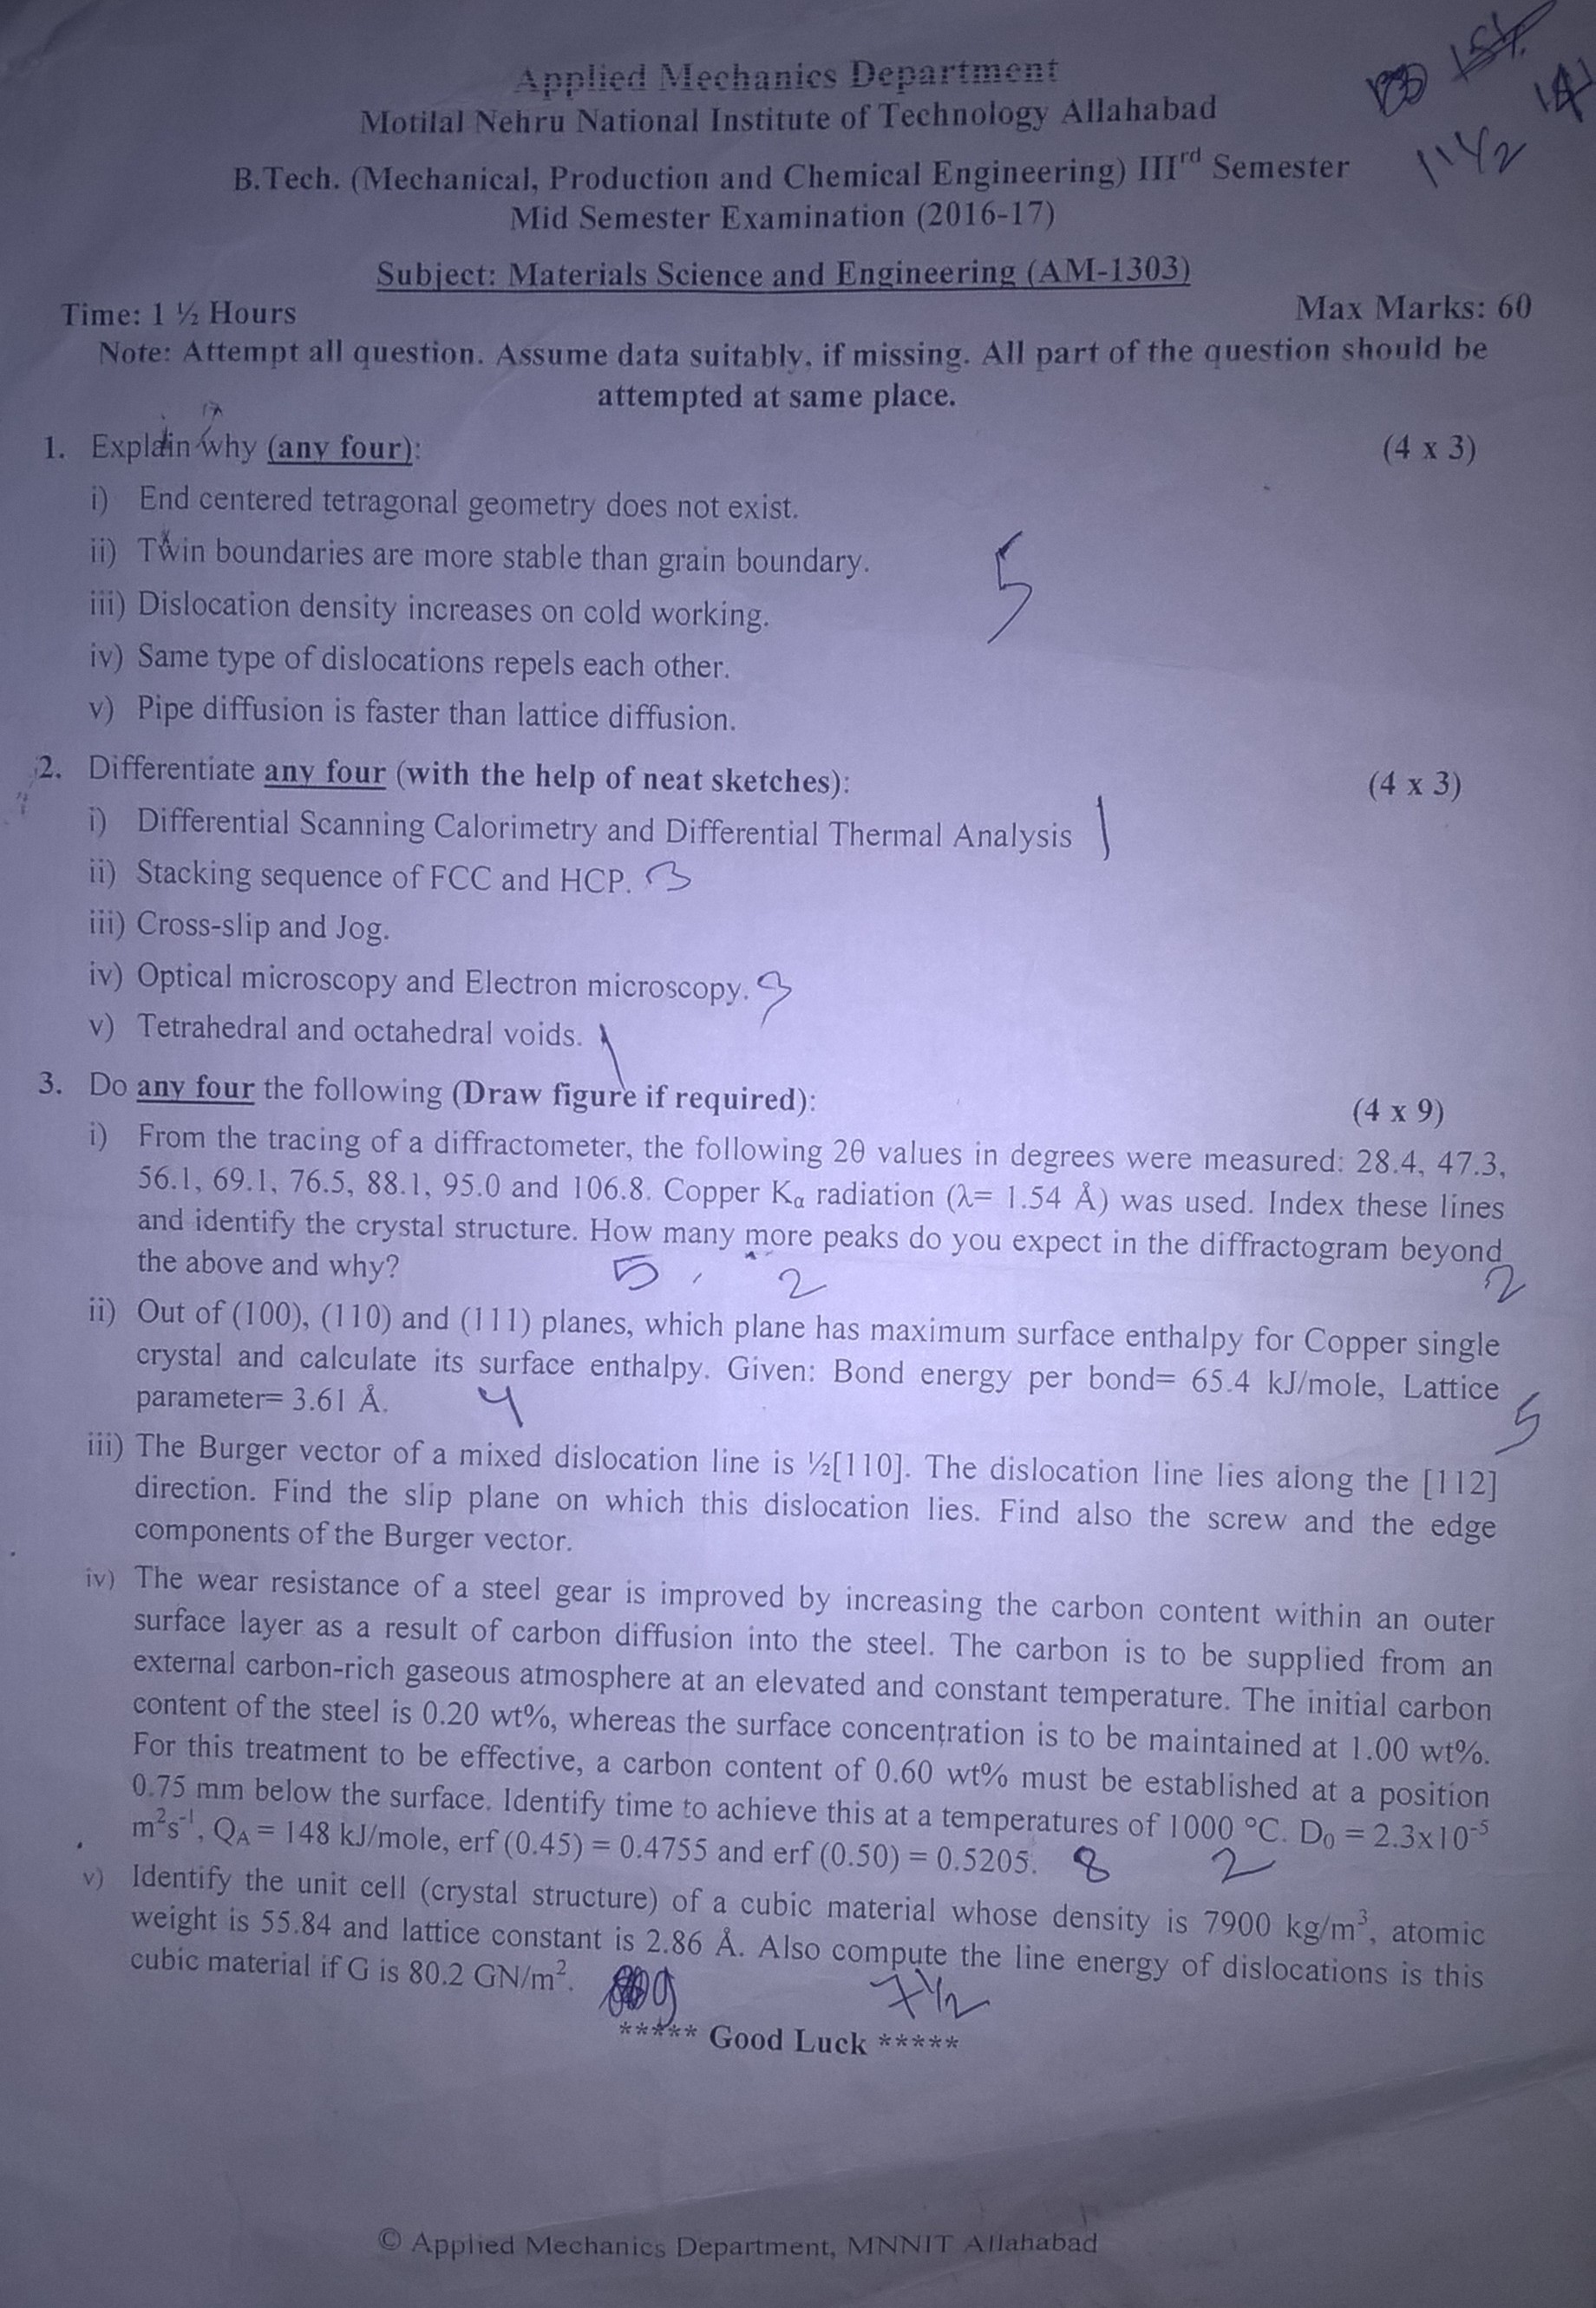 Applied Mechanics Department
Motilal Nehru National Institute of Technology Allahabad
B.Tech. (Mechanical, Production and Chemical Engineering) IIIrd Semester
11 1/2
Mid Semester Examination (2016-17)
Subject: Materials Science and Engineering (AM-1303)
Time: 1 ½ Hours Max Marks: 60
Note: Attempt all question. Assume data suitably, if missing. All part of the question should be
attempted at same place.
1. Explain why (any four): (4 x 3)
i) End centered tetragonal geometry does not exist.
ii) Twin boundaries are more stable than grain boundary.
5
iii) Dislocation density increases on cold working.
iv) Same type of dislocations repels each other.
v) Pipe diffusion is faster than lattice diffusion.
2. Differentiate any four (with the help of neat sketches): (4 x 3)
i) Differential Scanning Calorimetry and Differential Thermal Analysis 1
ii) Stacking sequence of FCC and HCP. 3
iii) Cross-slip and Jog.
iv) Optical microscopy and Electron microscopy. 3
v) Tetrahedral and octahedral voids. 1
3. Do any four the following (Draw figure if required): (4 x 9)
i) From the tracing of a diffractometer, the following 2θ values in degrees were measured: 28.4, 47.3,
56.1, 69.1, 76.5, 88.1, 95.0 and 106.8. Copper Kα radiation (λ= 1.54 Å) was used. Index these lines
and identify the crystal structure. How many more peaks do you expect in the diffractogram beyond
the above and why? 5 2 2
ii) Out of (100), (110) and (111) planes, which plane has maximum surface enthalpy for Copper single
crystal and calculate its surface enthalpy. Given: Bond energy per bond= 65.4 kJ/mole, Lattice
parameter= 3.61 Å. 4 5
iii) The Burger vector of a mixed dislocation line is ½[110]. The dislocation line lies along the [112]
direction. Find the slip plane on which this dislocation lies. Find also the screw and the edge
components of the Burger vector.
iv) The wear resistance of a steel gear is improved by increasing the carbon content within an outer
surface layer as a result of carbon diffusion into the steel. The carbon is to be supplied from an
external carbon-rich gaseous atmosphere at an elevated and constant temperature. The initial carbon
content of the steel is 0.20 wt%, whereas the surface concentration is to be maintained at 1.00 wt%.
For this treatment to be effective, a carbon content of 0.60 wt% must be established at a position
0.75 mm below the surface. Identify time to achieve this at a temperatures of 1000 °C. D₀ = 2.3x10⁻⁵
m²s⁻¹, QA = 148 kJ/mole, erf (0.45) = 0.4755 and erf (0.50) = 0.5205. 8 2
v) Identify the unit cell (crystal structure) of a cubic material whose density is 7900 kg/m³, atomic
weight is 55.84 and lattice constant is 2.86 Å. Also compute the line energy of dislocations is this
cubic material if G is 80.2 GN/m². 9 7 1/2
***** Good Luck *****
© Applied Mechanics Department, MNNIT Allahabad